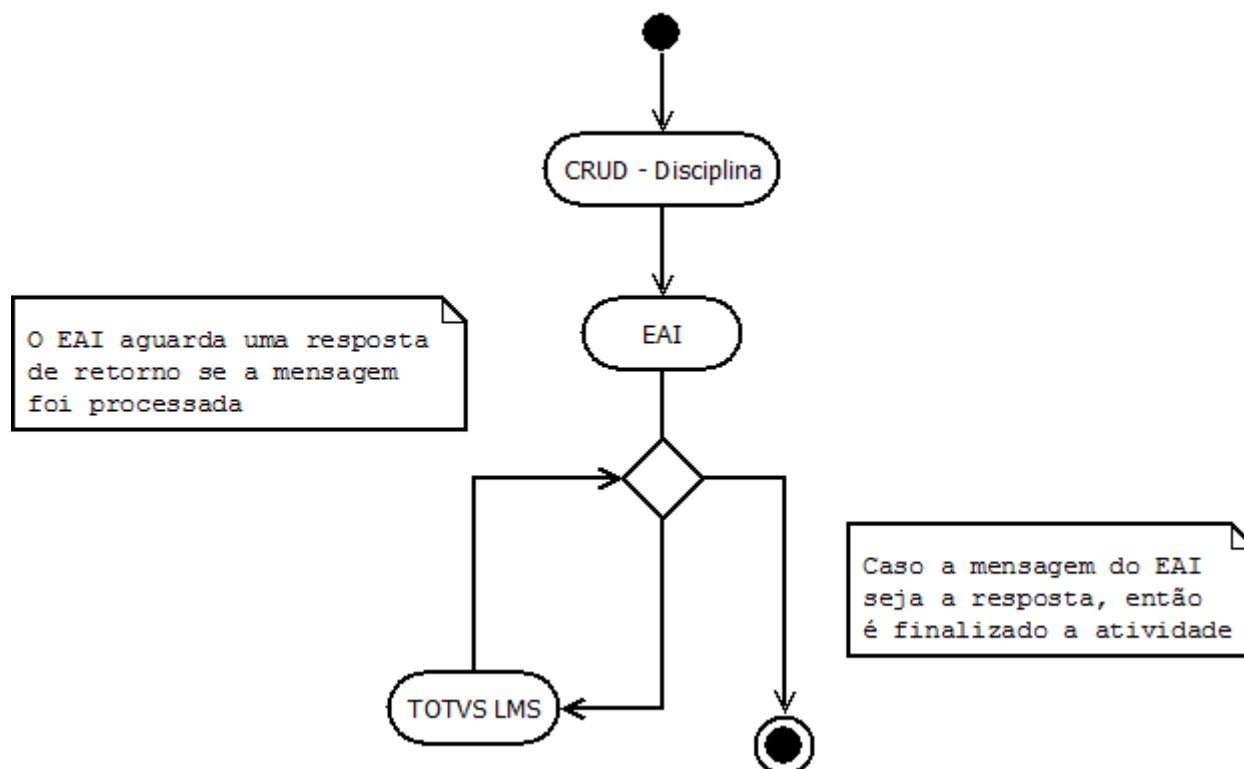 CRUD - Disciplina
EAI
O EAI aguarda uma resposta
de retorno se a mensagem
foi processada
Caso a mensagem do EAI
seja a resposta, então
é finalizado a atividade
TOTVS LMS